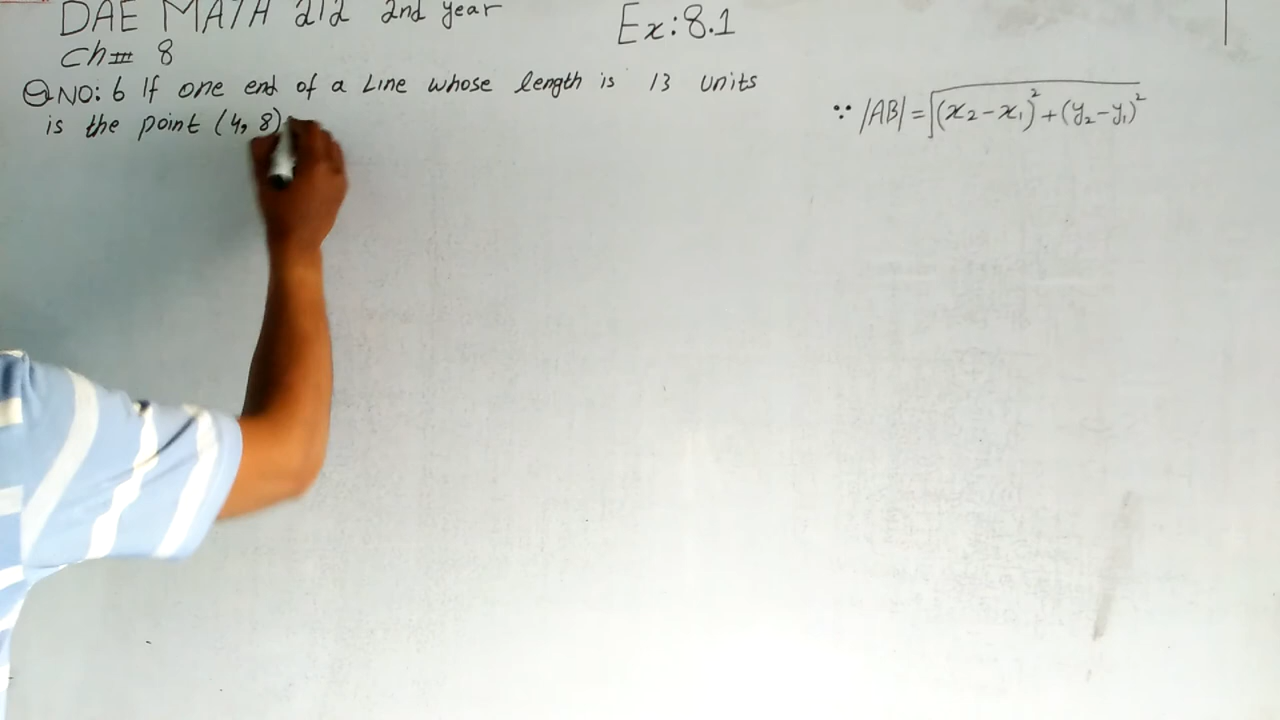 DAE MATH 212 2nd year
Ex: 8.1
Ch# 8
QNO: 6 If one end of a Line whose length is 13 units
is the point (4, 8)
∵ |AB| = √(x₂-x₁)² + (y₂-y₁)²